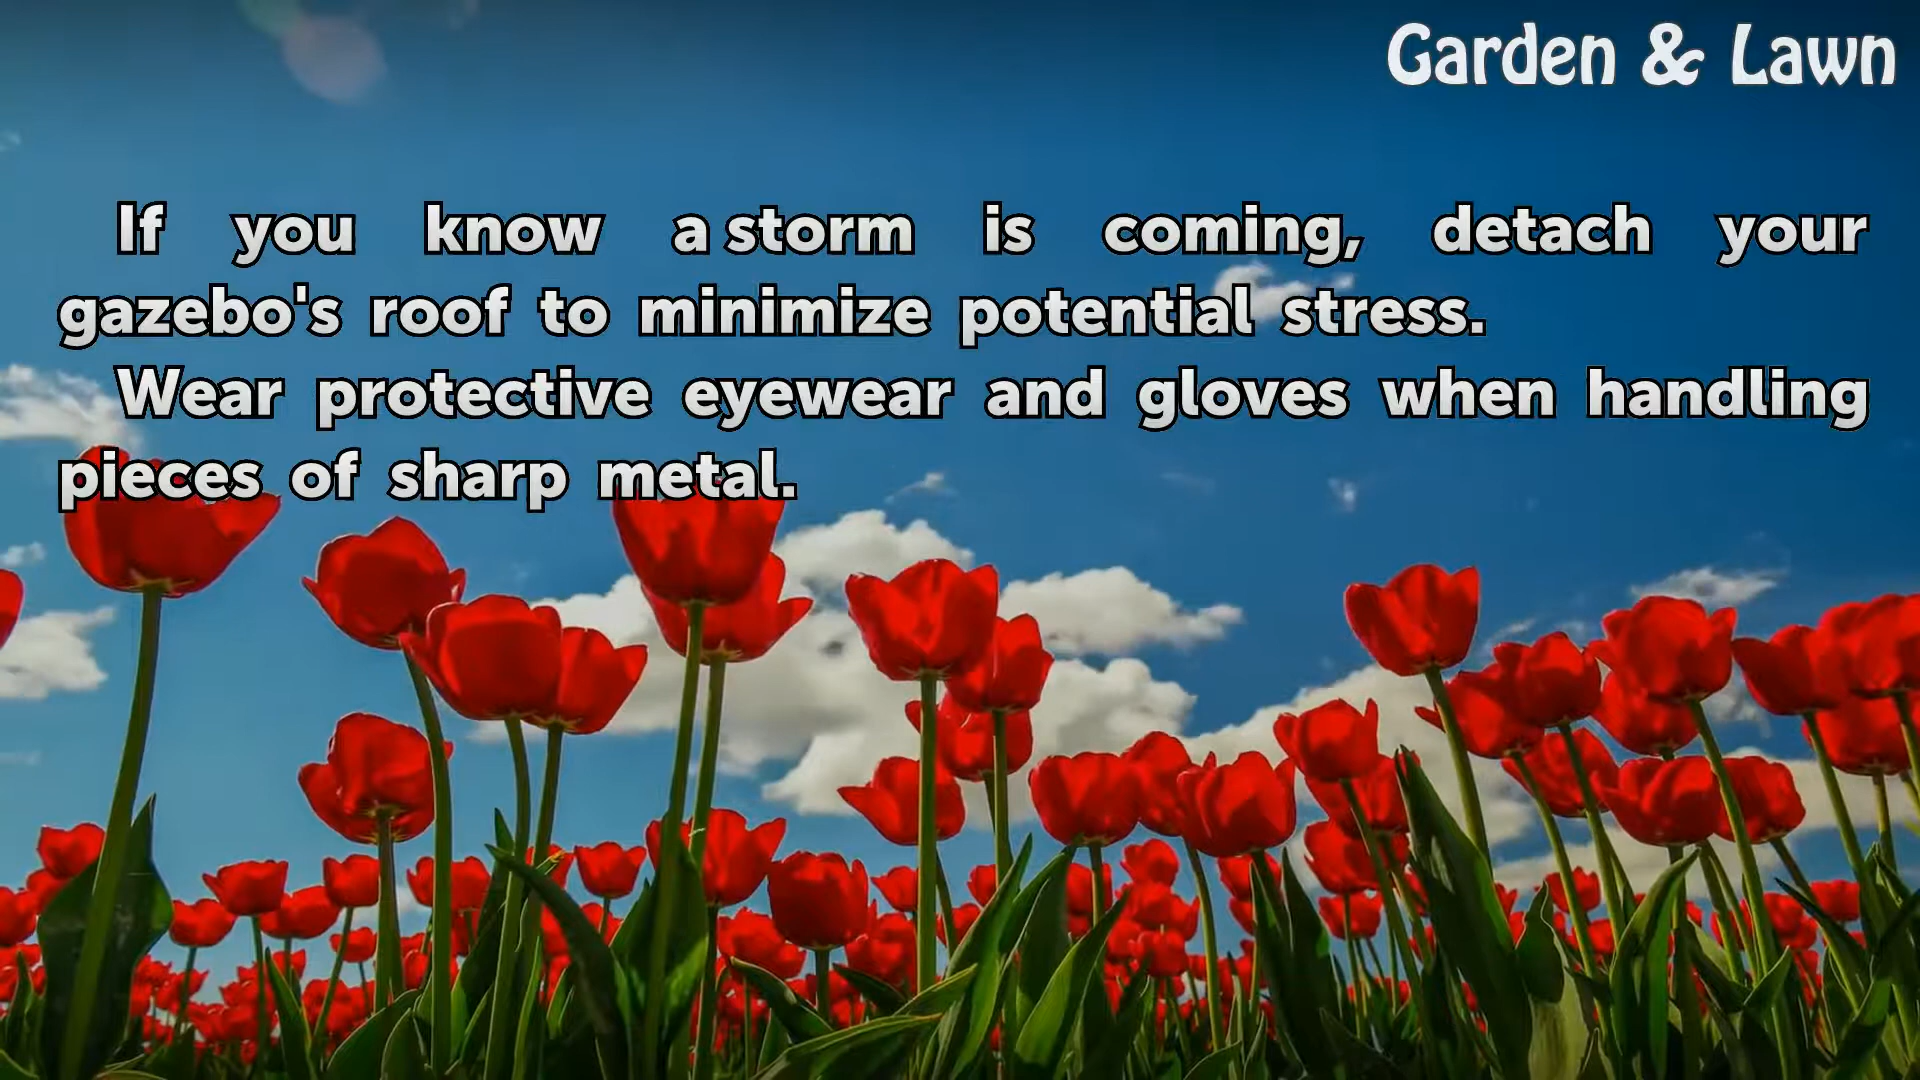 Garden & Lawn
If you know a storm is coming, detach your
gazebo's roof to minimize potential stress.
Wear protective eyewear and gloves when handling
pieces of sharp metal.